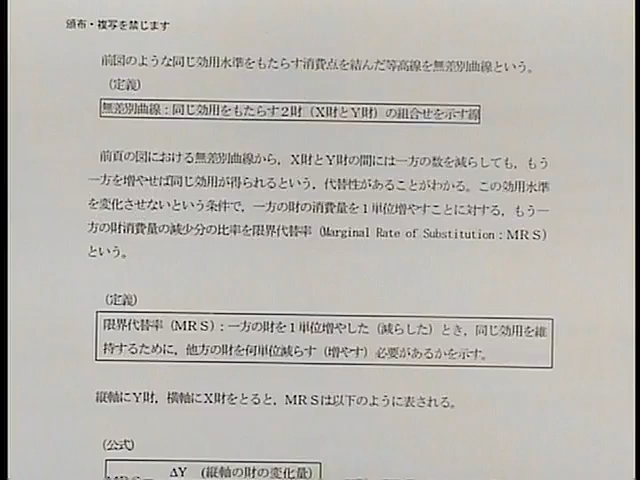 頒布・複写を禁じます
前図のような同じ効用水準をもたらす消費点を結んだ等高線を無差別曲線という。
(定義)
無差別曲線：同じ効用をもたらす２財（Ｘ財とＹ財）の組合せを示す線
前頁の図における無差別曲線から，Ｘ財とＹ財の間には一方の数を減らしても，もう
一方を増やせば同じ効用が得られるという，代替性があることがわかる。この効用水準
を変化させないという条件で，一方の財の消費量を１単位増やすことに対する，もう一
方の財消費量の減少分の比率を限界代替率（Marginal Rate of Substitution：ＭＲＳ）
という。
(定義)
限界代替率（ＭＲＳ）：一方の財を１単位増やした（減らした）とき，同じ効用を維
持するために，他方の財を何単位減らす（増やす）必要があるかを示す。
縦軸にＹ財，横軸にＸ財をとると，ＭＲＳは以下のように表される。
(公式)
ΔＹ （縦軸の財の変化量）